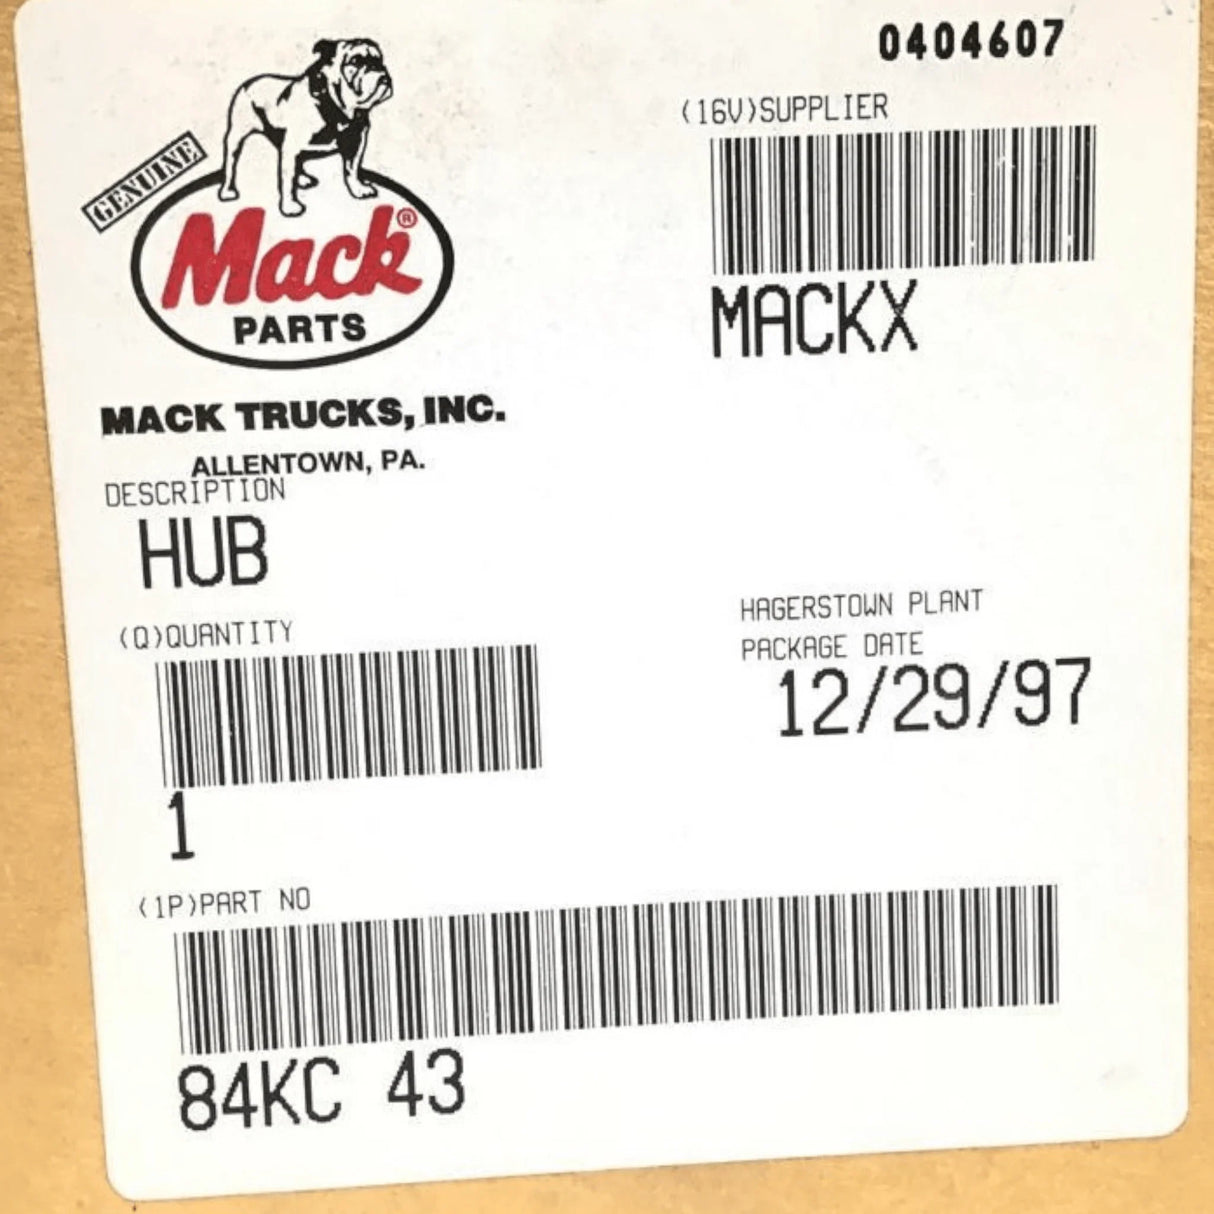 0404607
(16V)SUPPLIER
MACKX
GENUINE
Mack®
PARTS
MACK TRUCKS, INC.
ALLENTOWN, PA.
DESCRIPTION
HUB
(Q)QUANTITY
1
HAGERSTOWN PLANT
PACKAGE DATE
12/29/97
(1P)PART NO
84KC 43